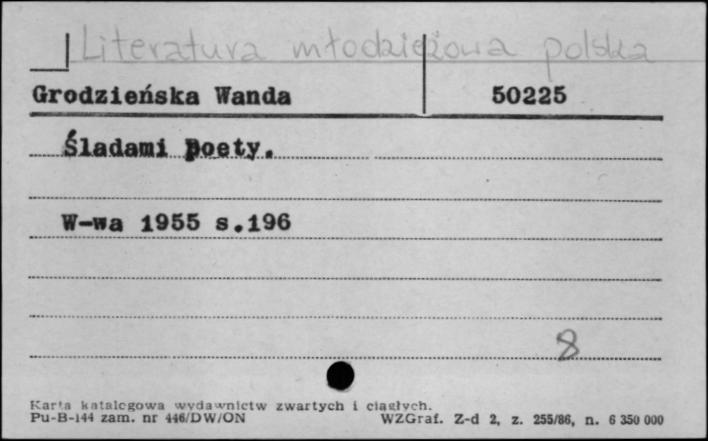 Literatura młodzieżowa polska
Grodzieńska Wanda 50225
Śladami poety.
W-wa 1955 s.196
8
Karta katalogowa wydawnictw zwartych i ciągłych.
Pu-B-144 zam. nr 446/DW/ON WZGraf. Z-d 2, z. 255/86, n. 6 350 000